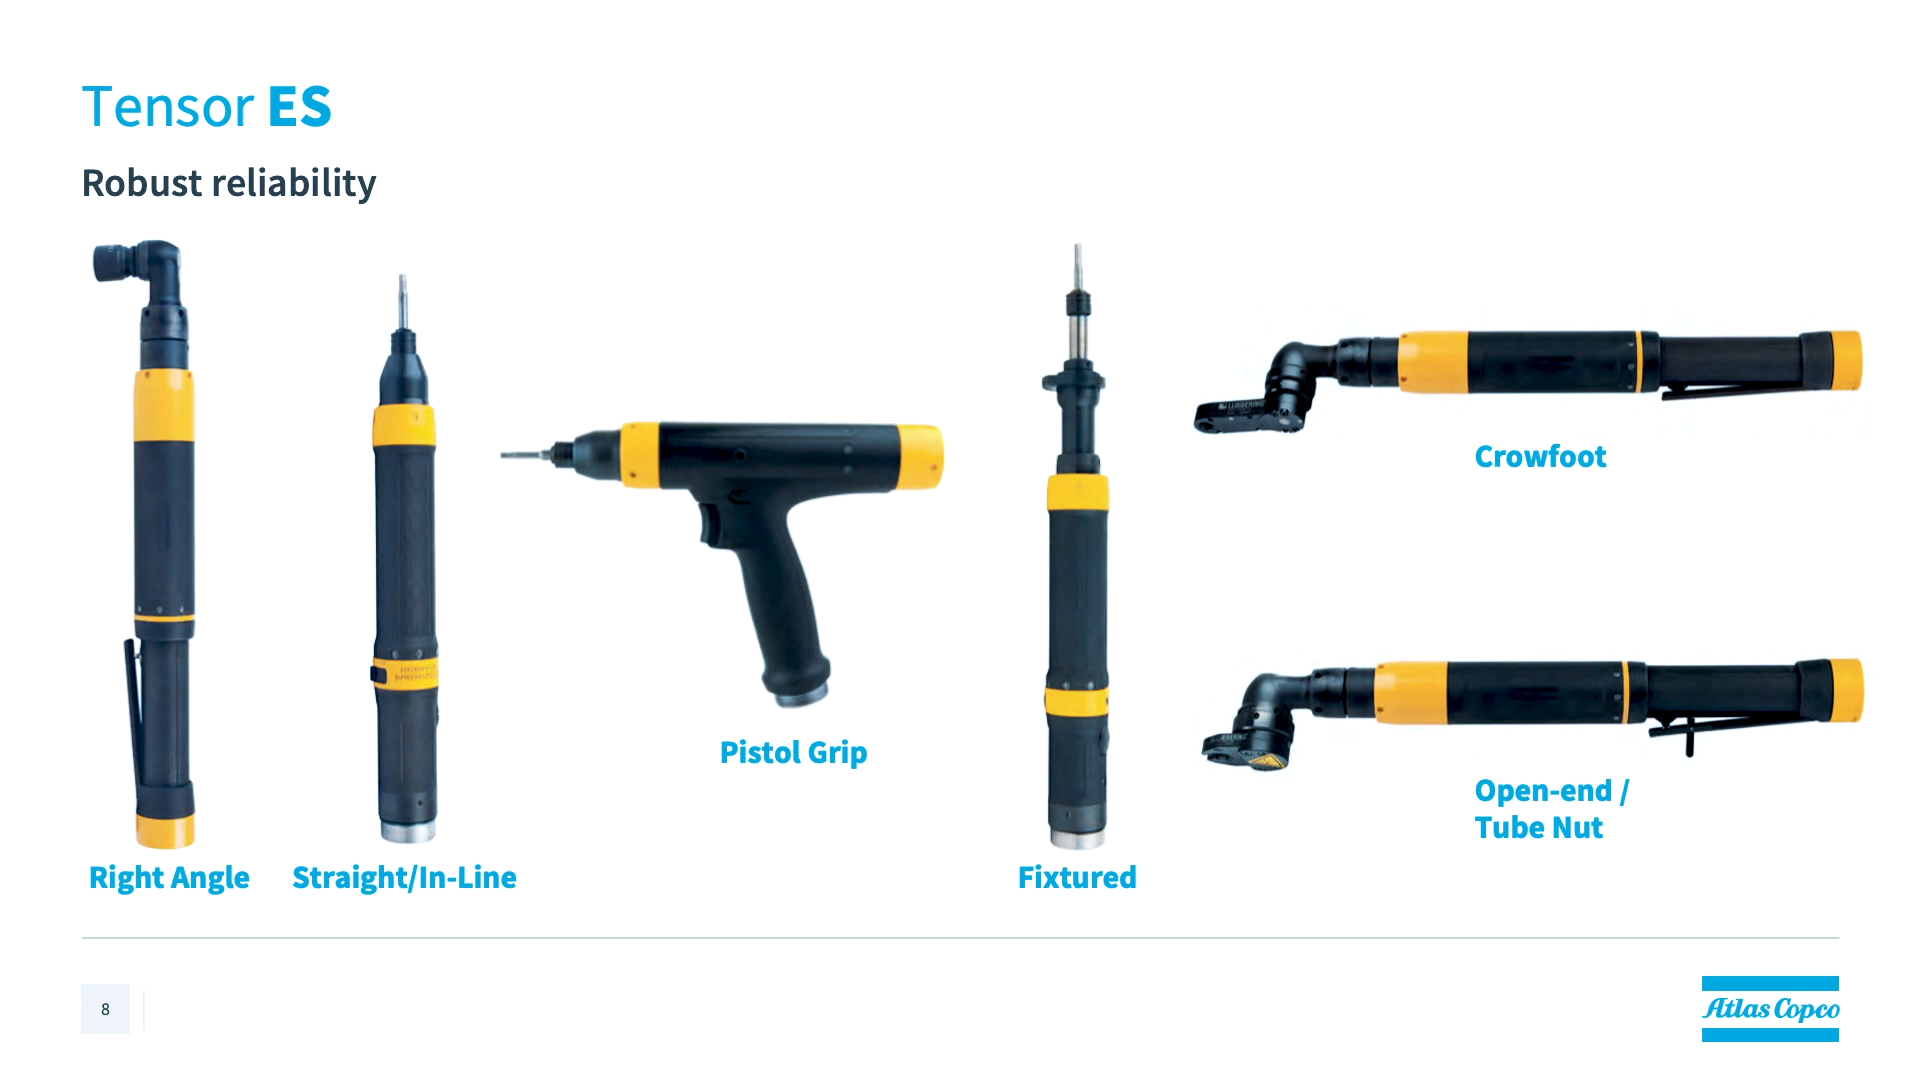 Tensor ES
Robust reliability
LÜBBERING
Crowfoot
Pistol Grip
Open-end /
Tube Nut
Right Angle
Straight/In-Line
Fixtured
8
Atlas Copco